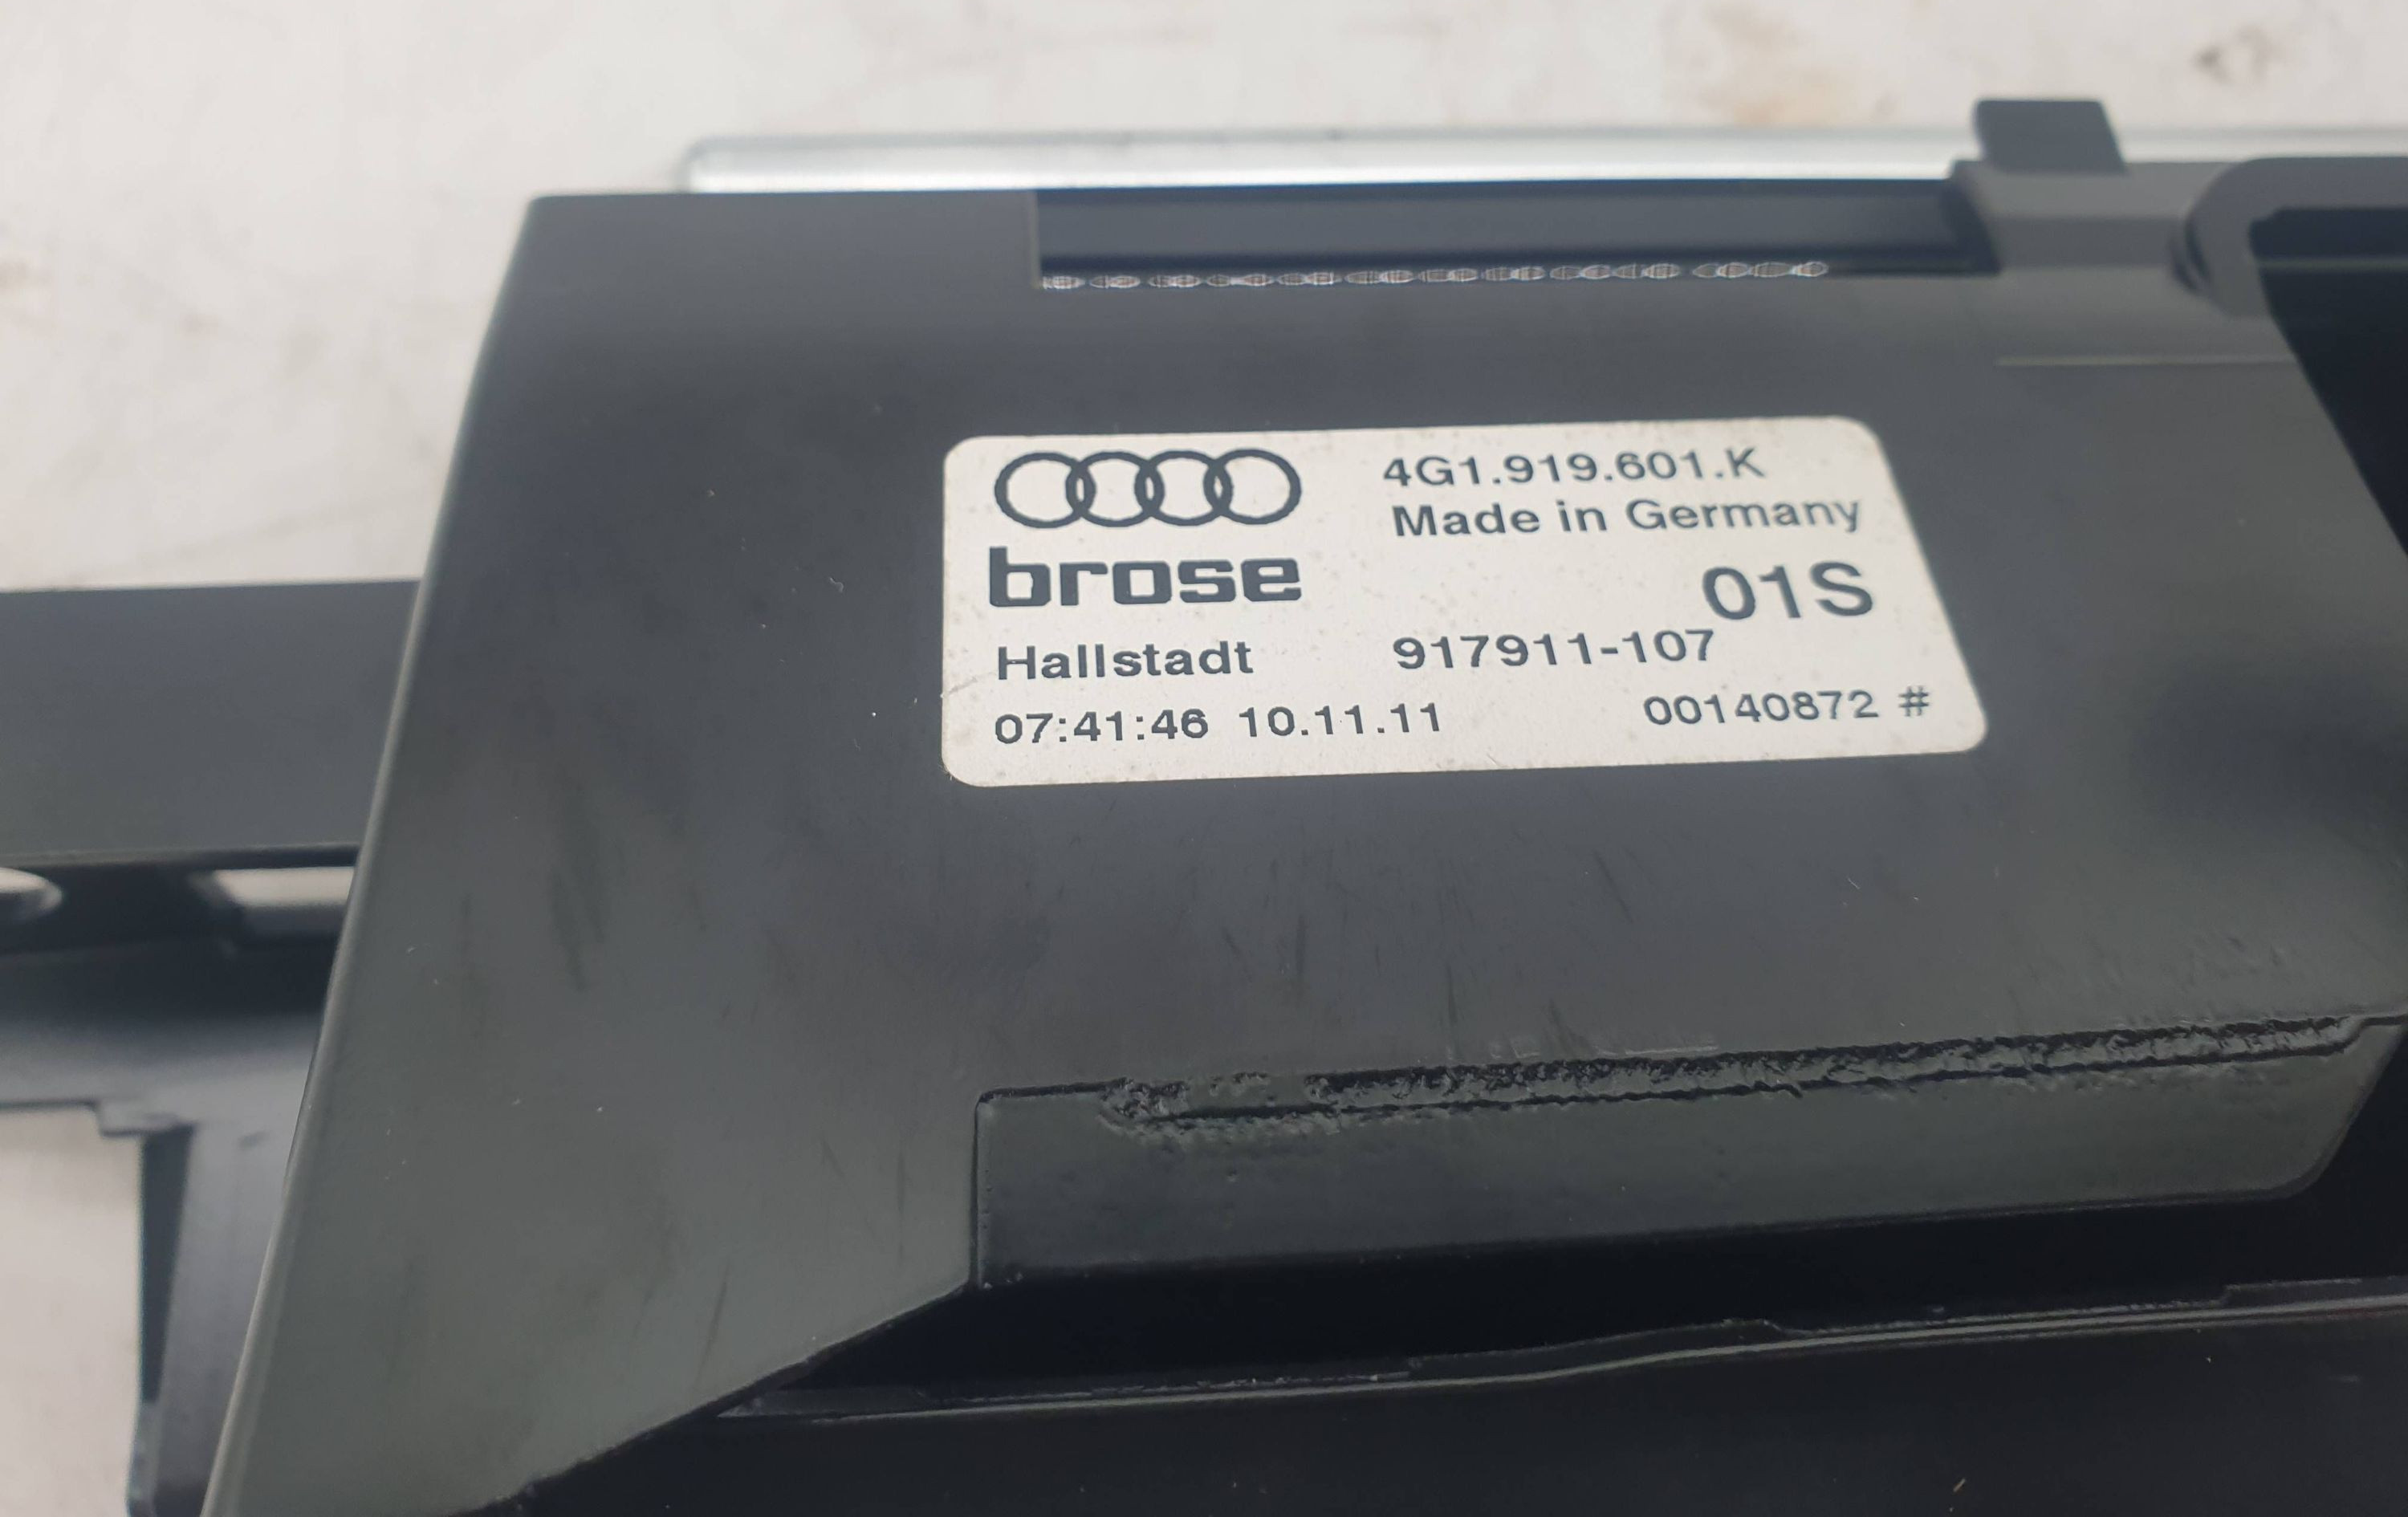 4G1.919.601.K
Made in Germany
brose
01S
Hallstadt 917911-107
07:41:46 10.11.11 00140872 #